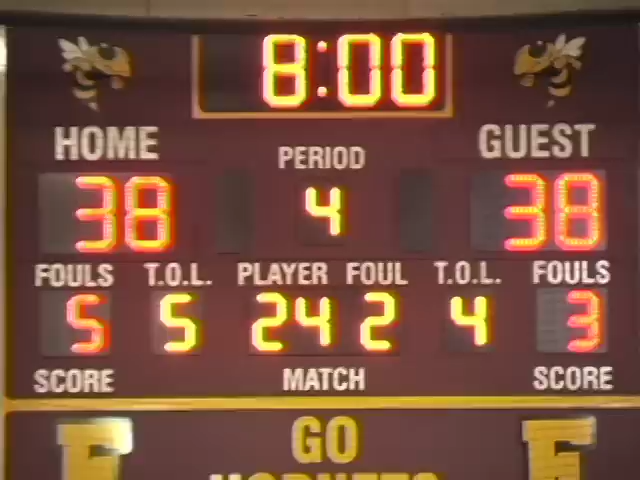 8:00
HOME GUEST
PERIOD
38 4 38
FOULS T.O.L. PLAYER FOUL T.O.L. FOULS
5 5 24 2 4 3
SCORE MATCH SCORE
F GO F
HORNETS